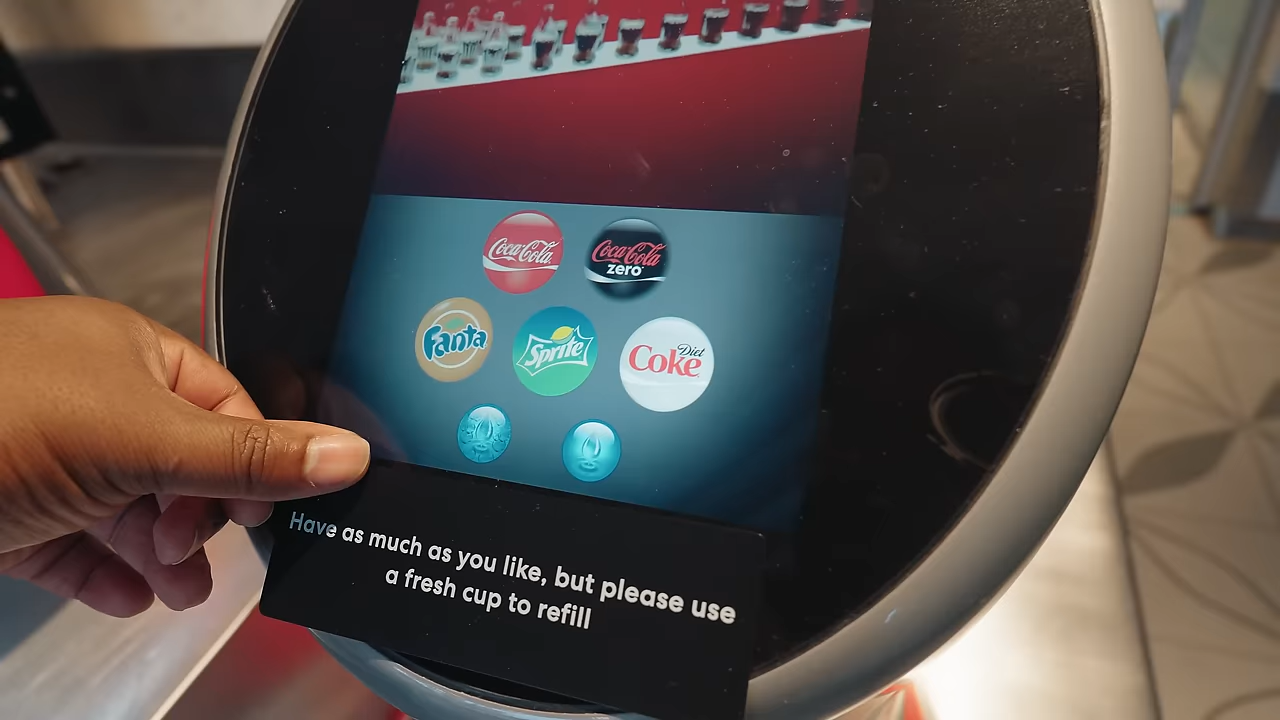 Coca-Cola
Coca-Cola
zero
Fanta
Sprite
Diet
Coke
Have as much as you like, but please use
a fresh cup to refill